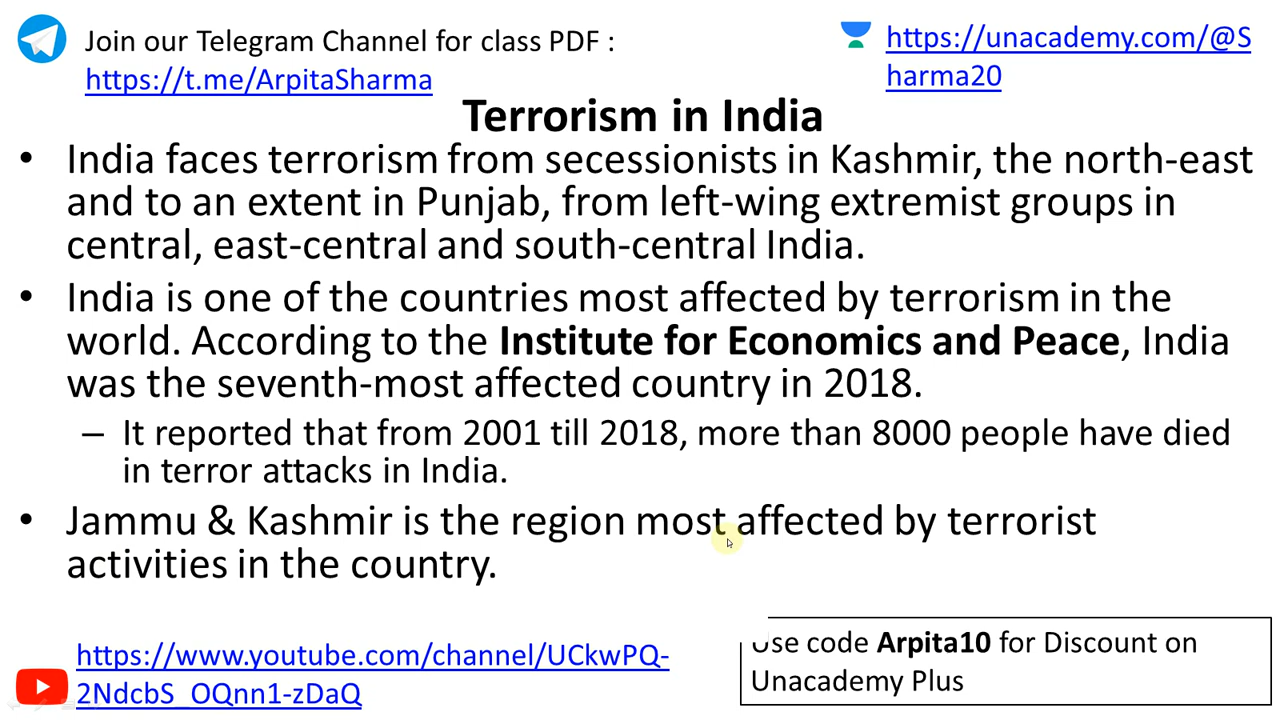 Join our Telegram Channel for class PDF :
https://t.me/ArpitaSharma
https://unacademy.com/@S
harma20
Terrorism in India
• India faces terrorism from secessionists in Kashmir, the north-east
and to an extent in Punjab, from left-wing extremist groups in
central, east-central and south-central India.
• India is one of the countries most affected by terrorism in the
world. According to the Institute for Economics and Peace, India
was the seventh-most affected country in 2018.
– It reported that from 2001 till 2018, more than 8000 people have died
in terror attacks in India.
• Jammu & Kashmir is the region most affected by terrorist
activities in the country.
https://www.youtube.com/channel/UCkwPQ-
2NdcbS_OQnn1-zDaQ
Use code Arpita10 for Discount on
Unacademy Plus